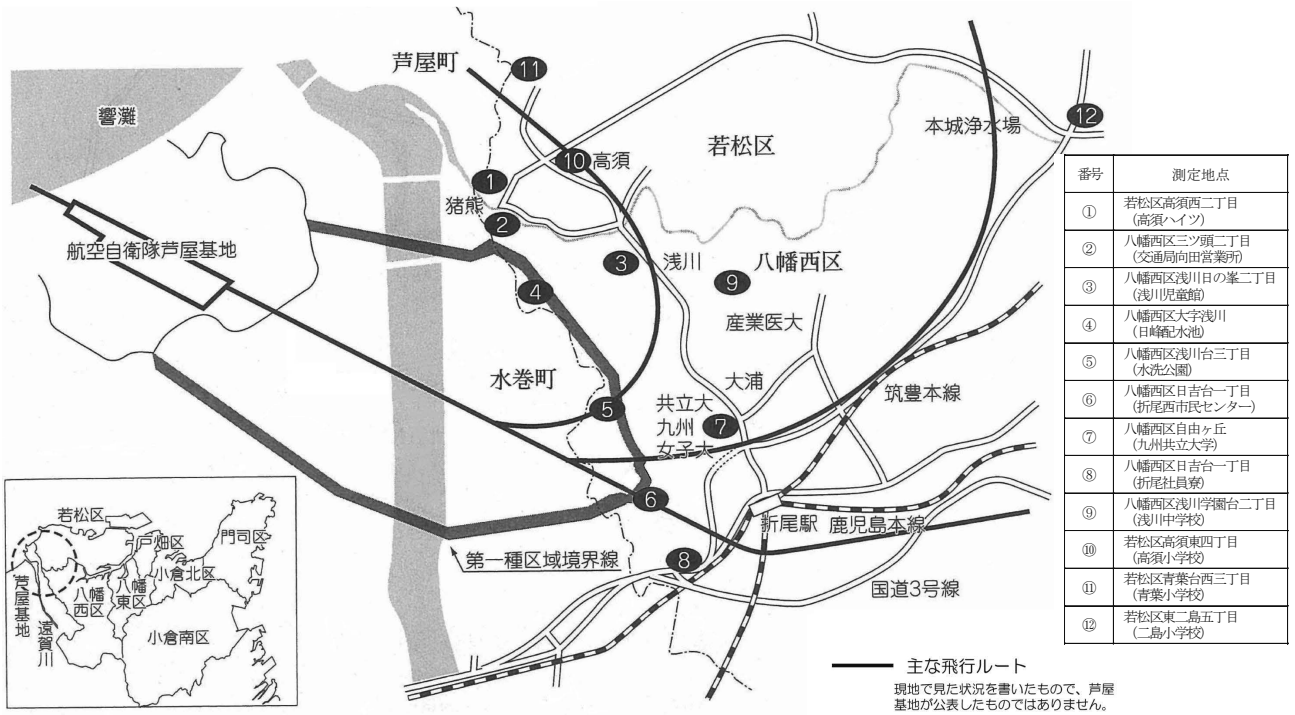 芦屋町
⑪
響灘
若松区
本城浄水場
⑫
⑩
高須
①
猪熊
②
航空自衛隊芦屋基地
③
浅川
八幡西区
④
⑨
産業医大
水巻町
大浦
筑豊本線
⑤
共立大
九州
女子大
⑦
⑥
折尾駅
鹿児島本線
第一種区域境界線
⑧
国道3号線
若松区
戸畑区
門司区
小倉北区
八幡
東区
八幡
西区
芦屋基地
遠賀川
小倉南区
主な飛行ルート
現地で見た状況を書いたもので、芦屋
基地が公表したものではありません。
番号 測定地点
① 若松区高須西二丁目
(高須ハイツ)
② 八幡西区三ツ頭二丁目
(交通局向田営業所)
③ 八幡西区浅川日の峯二丁目
(浅川児童館)
④ 八幡西区大字浅川
(日峰配水池)
⑤ 八幡西区浅川台三丁目
(水洗公園)
⑥ 八幡西区日吉台一丁目
(折尾西市民センター)
⑦ 八幡西区自由ヶ丘
(九州共立大学)
⑧ 八幡西区日吉台一丁目
(折尾社員寮)
⑨ 八幡西区浅川学園台二丁目
(浅川中学校)
⑩ 若松区高須東四丁目
(高須小学校)
⑪ 若松区青葉台西三丁目
(青葉小学校)
⑫ 若松区東二島五丁目
(二島小学校)